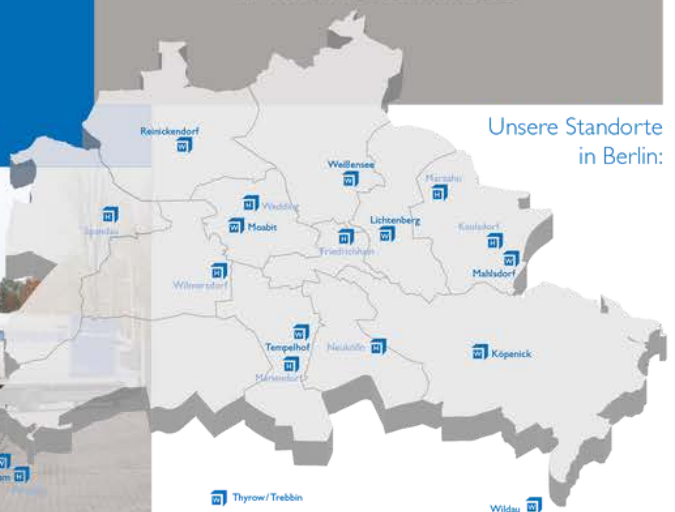 Unsere Standorte
in Berlin:
Reinickendorf
W
Weißensee
W
Marzahn
H
H
Wedding
Spandau
H
W
Moabit
Lichtenberg
W
H
Friedrichhain
Kaulsdorf
H
W
Mahlsdorf
H
Wilmersdorf
W
Tempelhof
Neukölln
H
W
Köpenick
H
Mariendorf
W
H
W
Thyrow / Trebbin
Wildau
W